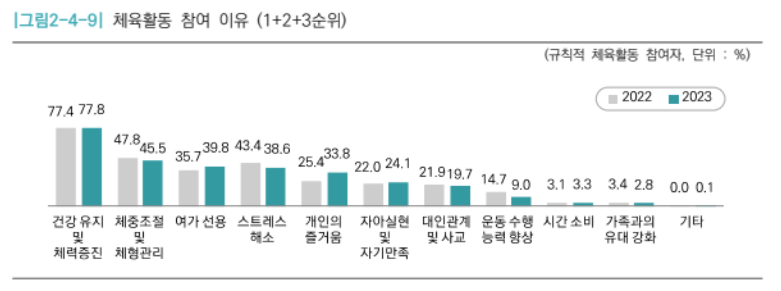 |그림2-4-9| 체육활동 참여 이유 (1+2+3순위)
(규칙적 체육활동 참여자, 단위 : %)
2022 2023
77.4 77.8
47.8 45.5
35.7 39.8
43.4 38.6
25.4 33.8
22.0 24.1
21.9 19.7
14.7 9.0
3.1 3.3
3.4 2.8
0.0 0.1
건강 유지
및
체력증진
체중조절
및
체형관리
여가 선용
스트레스
해소
개인의
즐거움
자아실현
및
자기만족
대인관계
및 사교
운동 수행
능력 향상
시간 소비
가족과의
유대 강화
기타